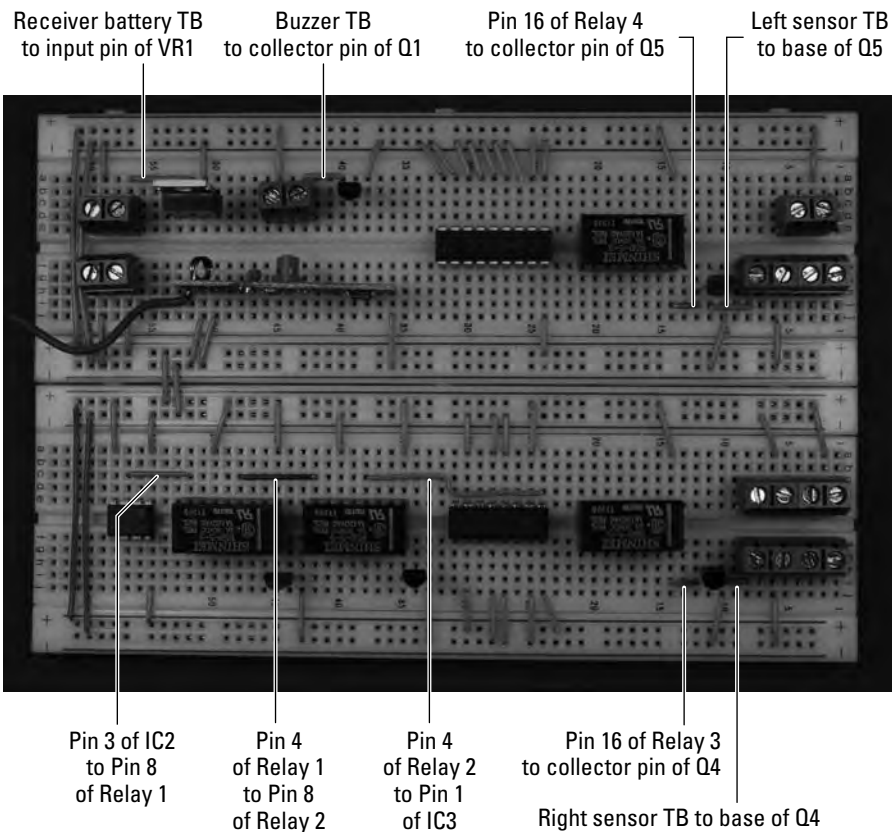 Receiver battery TB
to input pin of VR1
Buzzer TB
to collector pin of Q1
Pin 16 of Relay 4
to collector pin of Q5
Left sensor TB
to base of Q5
SHINMEI
SHINMEI
SHINMEI
SHINMEI
Pin 3 of IC2
to Pin 8
of Relay 1
Pin 4
of Relay 1
to Pin 8
of Relay 2
Pin 4
of Relay 2
to Pin 1
of IC3
Pin 16 of Relay 3
to collector pin of Q4
Right sensor TB to base of Q4